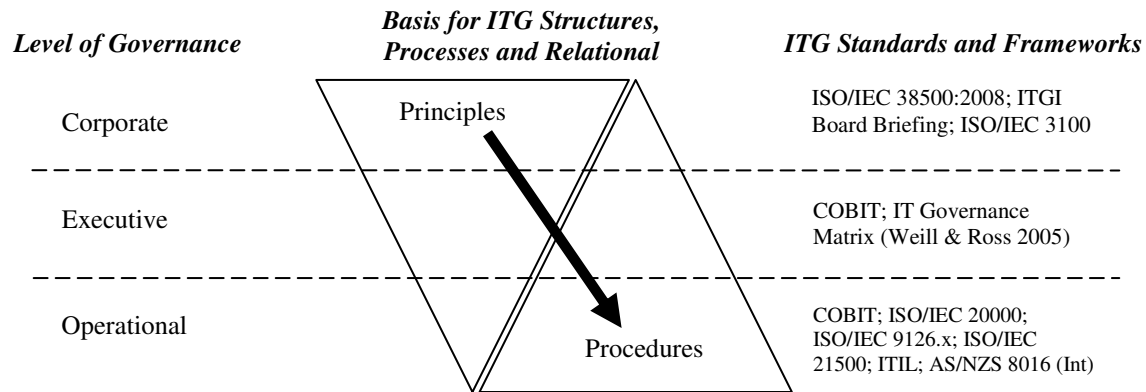 Level of Governance
Basis for ITG Structures,
Processes and Relational
ITG Standards and Frameworks
Corporate
Principles
ISO/IEC 38500:2008; ITGI
Board Briefing; ISO/IEC 3100
Executive
COBIT; IT Governance
Matrix (Weill & Ross 2005)
Operational
Procedures
COBIT; ISO/IEC 20000;
ISO/IEC 9126.x; ISO/IEC
21500; ITIL; AS/NZS 8016 (Int)